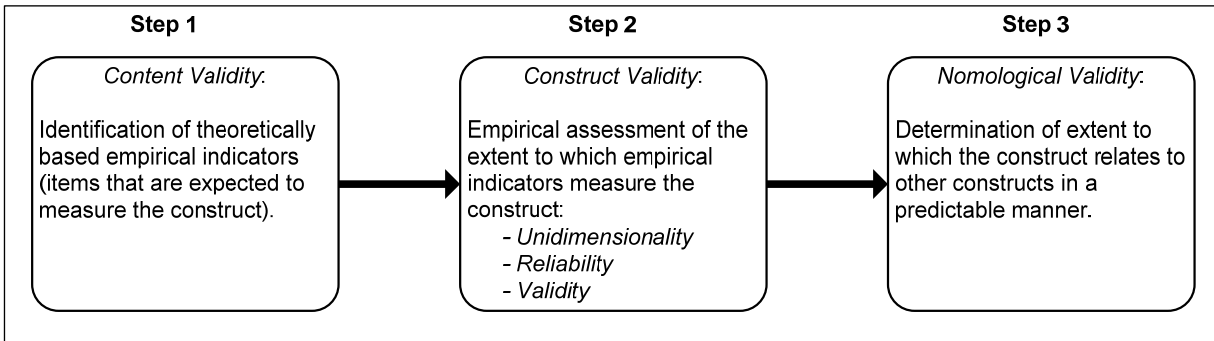 Step 1
Content Validity:
Identification of theoretically
based empirical indicators
(items that are expected to
measure the construct).
Step 2
Construct Validity:
Empirical assessment of the
extent to which empirical
indicators measure the
construct:
- Unidimensionality
- Reliability
- Validity
Step 3
Nomological Validity:
Determination of extent to
which the construct relates to
other constructs in a
predictable manner.